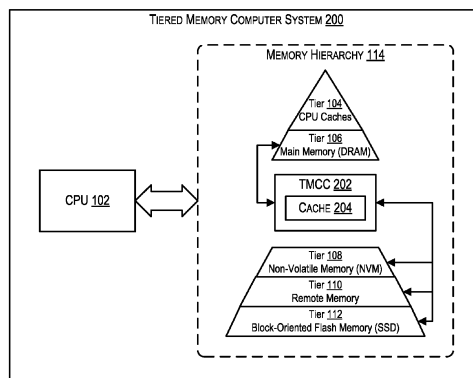 TIERED MEMORY COMPUTER SYSTEM 200
MEMORY HIERARCHY 114
Tier 104
CPU Caches
Tier 106
Main Memory (DRAM)
CPU 102
TMCC 202
CACHE 204
Tier 108
Non-Volatile Memory (NVM)
Tier 110
Remote Memory
Tier 112
Block-Oriented Flash Memory (SSD)